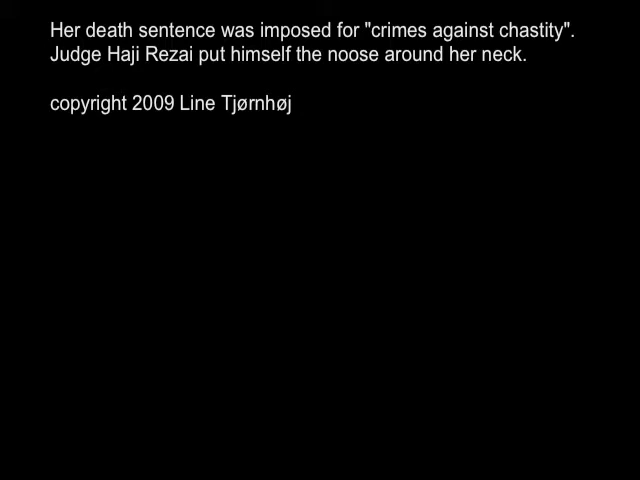 Her death sentence was imposed for "crimes against chastity".
Judge Haji Rezai put himself the noose around her neck.
copyright 2009 Line Tjørnhøj